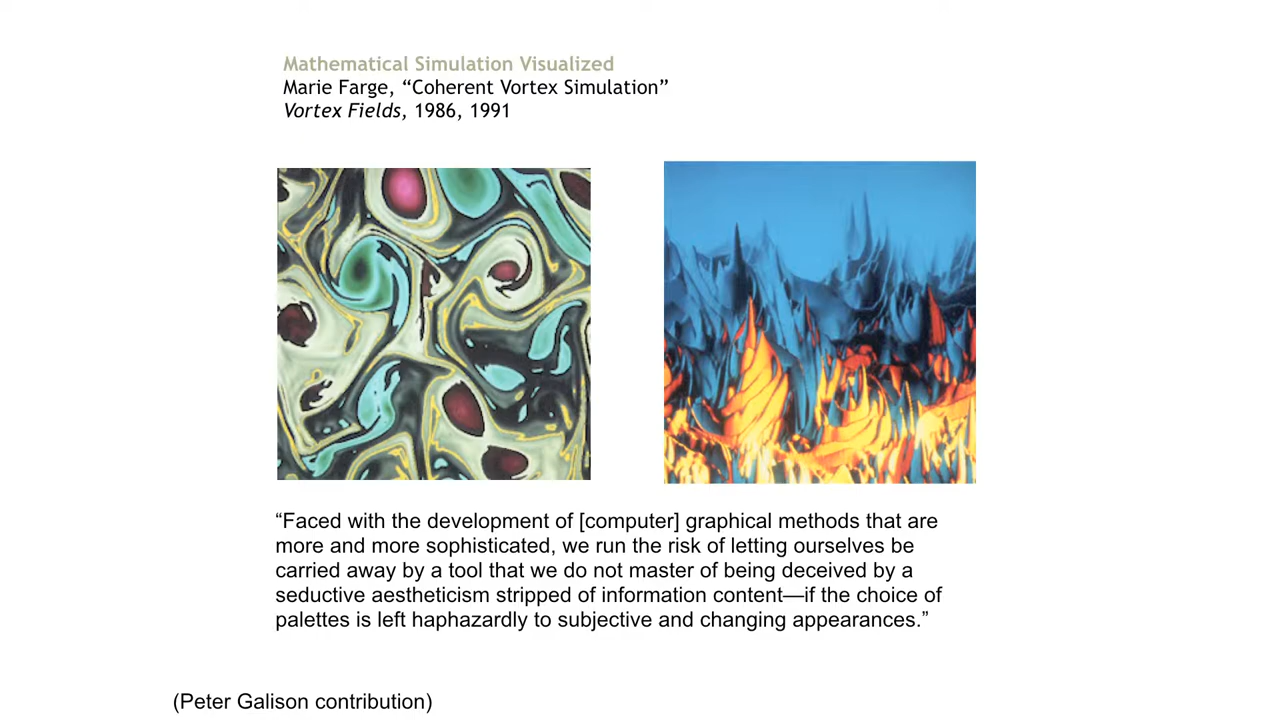 Mathematical Simulation Visualized
Marie Farge, “Coherent Vortex Simulation”
Vortex Fields, 1986, 1991
“Faced with the development of [computer] graphical methods that are
more and more sophisticated, we run the risk of letting ourselves be
carried away by a tool that we do not master of being deceived by a
seductive aestheticism stripped of information content—if the choice of
palettes is left haphazardly to subjective and changing appearances.”
(Peter Galison contribution)